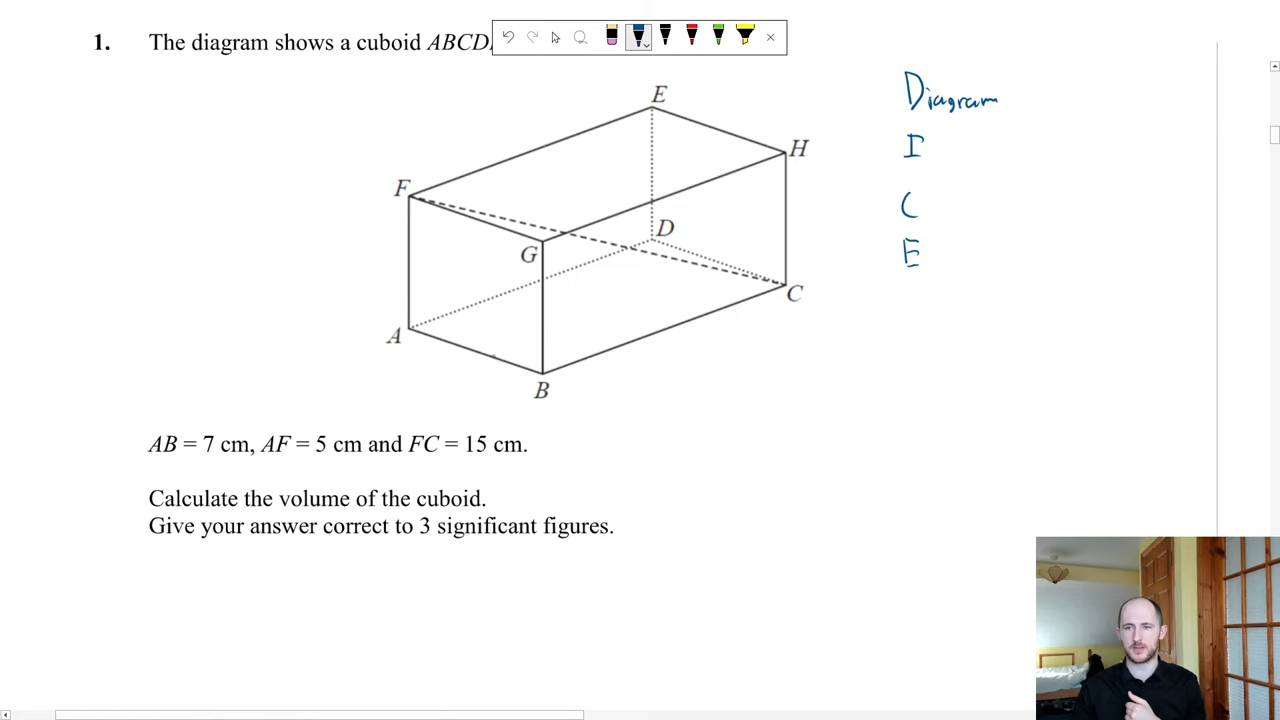 1. The diagram shows a cuboid ABCD
E
H
F
D
G
C
A
B
AB = 7 cm, AF = 5 cm and FC = 15 cm.
Calculate the volume of the cuboid.
Give your answer correct to 3 significant figures.
Diagram
I
C
E